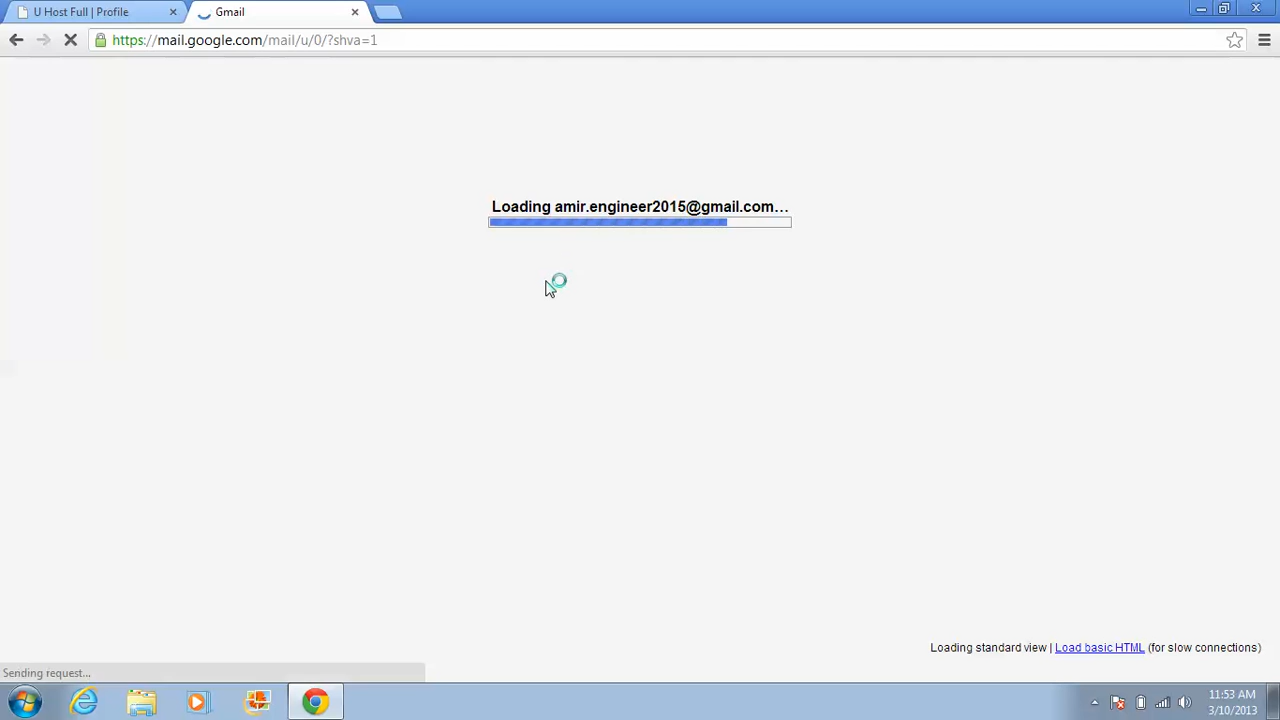 U Host Full | Profile
Gmail
https://mail.google.com/mail/u/0/?shva=1
Loading amir.engineer2015@gmail.com...
Loading standard view | Load basic HTML (for slow connections)
Sending request...
11:53 AM
3/10/2013